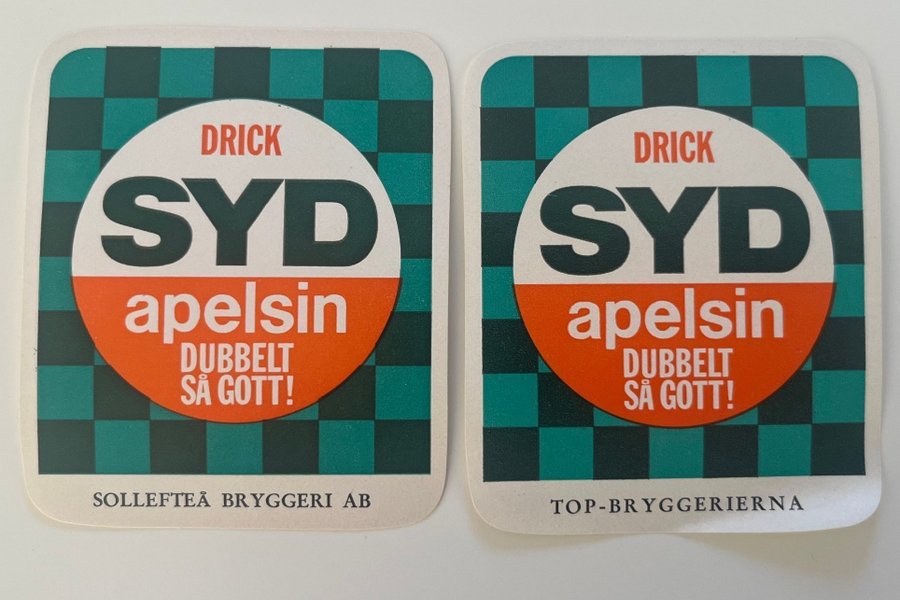 DRICK
SYD
apelsin
DUBBELT
SÅ GOTT!
SOLLEFTEÅ BRYGGERI AB
DRICK
SYD
apelsin
DUBBELT
SÅ GOTT!
TOP-BRYGGERIERNA